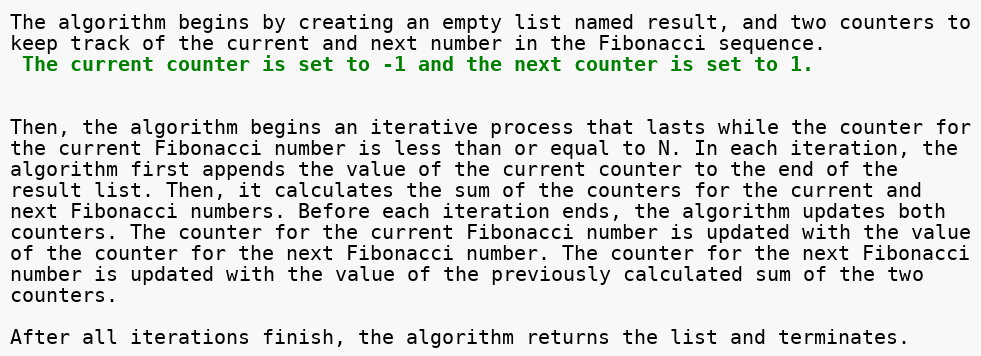 The algorithm begins by creating an empty list named result, and two counters to
keep track of the current and next number in the Fibonacci sequence.
The current counter is set to -1 and the next counter is set to 1.
Then, the algorithm begins an iterative process that lasts while the counter for
the current Fibonacci number is less than or equal to N. In each iteration, the
algorithm first appends the value of the current counter to the end of the
result list. Then, it calculates the sum of the counters for the current and
next Fibonacci numbers. Before each iteration ends, the algorithm updates both
counters. The counter for the current Fibonacci number is updated with the value
of the counter for the next Fibonacci number. The counter for the next Fibonacci
number is updated with the value of the previously calculated sum of the two
counters.
After all iterations finish, the algorithm returns the list and terminates.